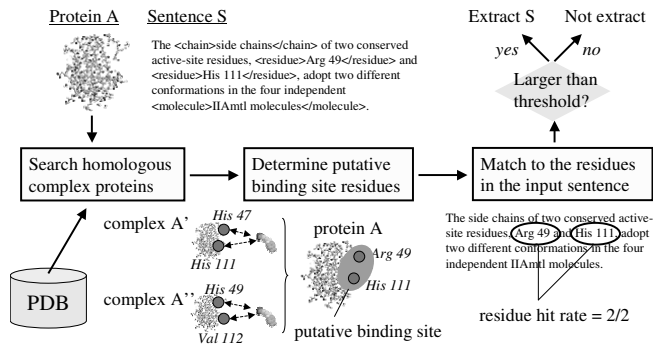 Protein A
Sentence S
The <chain>side chains</chain> of two conserved
active-site residues, <residue>Arg 49</residue> and
<residue>His 111</residue>, adopt two different
conformations in the four independent
<molecule>IIAmtl molecules</molecule>.
Extract S
Not extract
yes
no
Larger than
threshold?
Search homologous
complex proteins
Determine putative
binding site residues
Match to the residues
in the input sentence
PDB
complex A'
His 47
His 111
complex A''
His 49
Val 112
protein A
Arg 49
His 111
putative binding site
The side chains of two conserved active-
site residues, Arg 49 and His 111, adopt
two different conformations in the four
independent IIAmtl molecules.
residue hit rate = 2/2